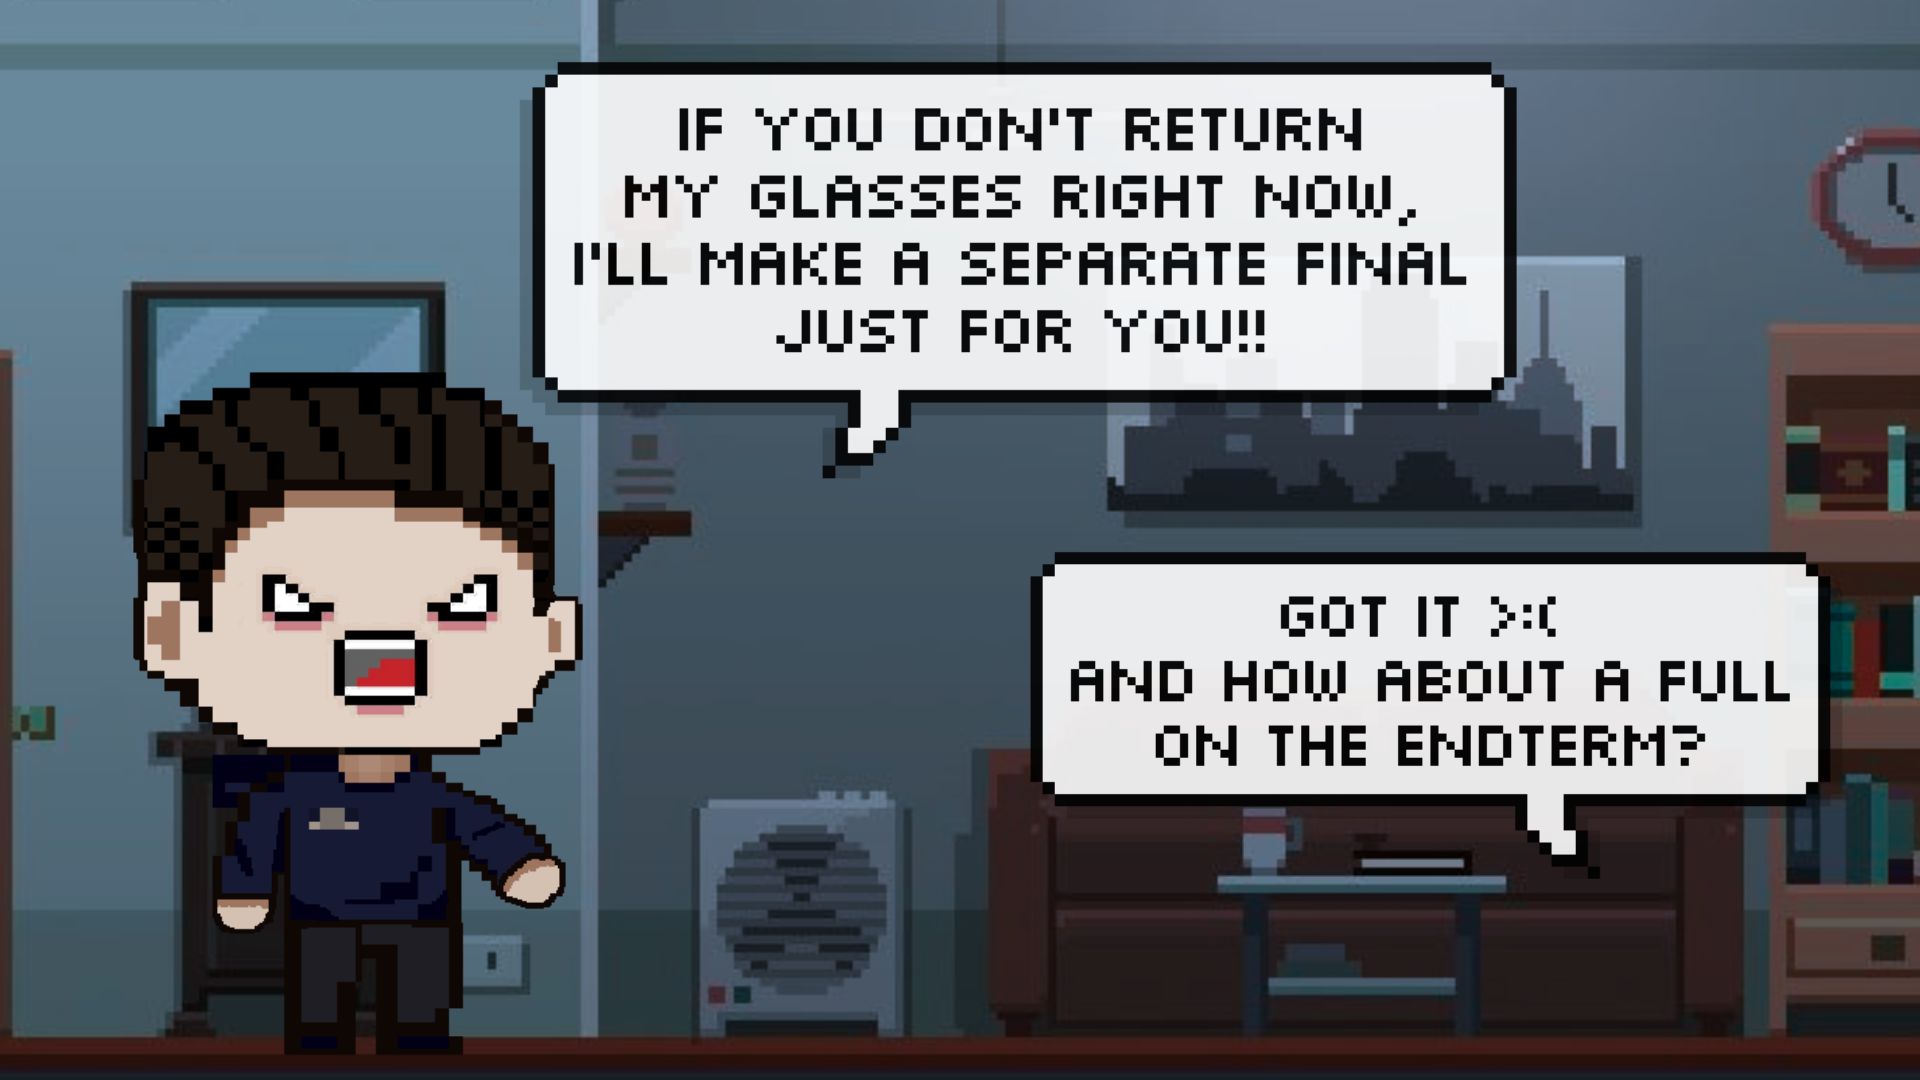 IF YOU DON'T RETURN
MY GLASSES RIGHT NOW,
I'LL MAKE A SEPARATE FINAL
JUST FOR YOU!!
GOT IT >:(
AND HOW ABOUT A FULL
ON THE ENDTERM?